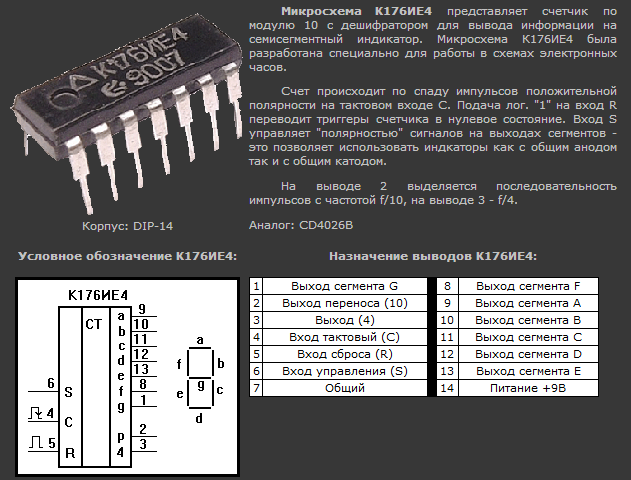 К176ИЕ4
9007
Микросхема К176ИЕ4 представляет счетчик по
модулю 10 с дешифратором для вывода информации на
семисегментный индикатор. Микросхема К176ИЕ4 была
разработана специально для работы в схемах электронных
часов.
Счет происходит по спаду импульсов положительной
полярности на тактовом входе С. Подача лог. "1" на вход R
переводит триггеры счетчика в нулевое состояние. Вход S
управляет "полярностью" сигналов на выходах сегментов -
это позволяет использовать индкаторы как с общим анодом
так и с общим катодом.
На выводе 2 выделяется последовательность
импульсов с частотой f/10, на выводе 3 - f/4.
Корпус: DIP-14
Аналог: CD4026B
Условное обозначение К176ИЕ4:
К176ИЕ4
CT
S
C
R
6
4
5
a
b
c
d
e
f
g
p
4
9
10
11
12
13
8
1
2
3
a
f
b
g
e
c
d
Назначение выводов К176ИЕ4:
1 Выход сегмента G 8 Выход сегмента F
2 Выход переноса (10) 9 Выход сегмента A
3 Выход (4) 10 Выход сегмента B
4 Вход тактовый (C) 11 Выход сегмента C
5 Вход сброса (R) 12 Выход сегмента D
6 Вход управления (S) 13 Выход сегмента E
7 Общий 14 Питание +9В